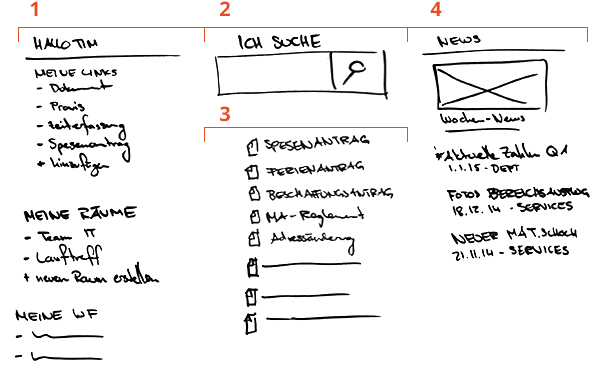 1
HALLO TIM
MEINE LINKS
- Dokument
- Praxis
- Zeiterfassung
- Spesenantrag
+ hinzufügen
MEINE RÄUME
- Team IT
- Lauftreff
+ neuen Raum erstellen
MEINE WF
2
ICH SUCHE
3
SPESENANTRAG
FERIENANTRAG
BESCHAFFUNGSANTRAG
MA-Reglement
Adressänderung
4
NEWS
Wochen-News
Aktuelle Zahlen Q1
1.1.15 - DEPT
FOTOS BEREICHSAUSFLUG
18.12.14 - SERVICES
NEUER MAT.SCHOCH
21.11.14 - SERVICES